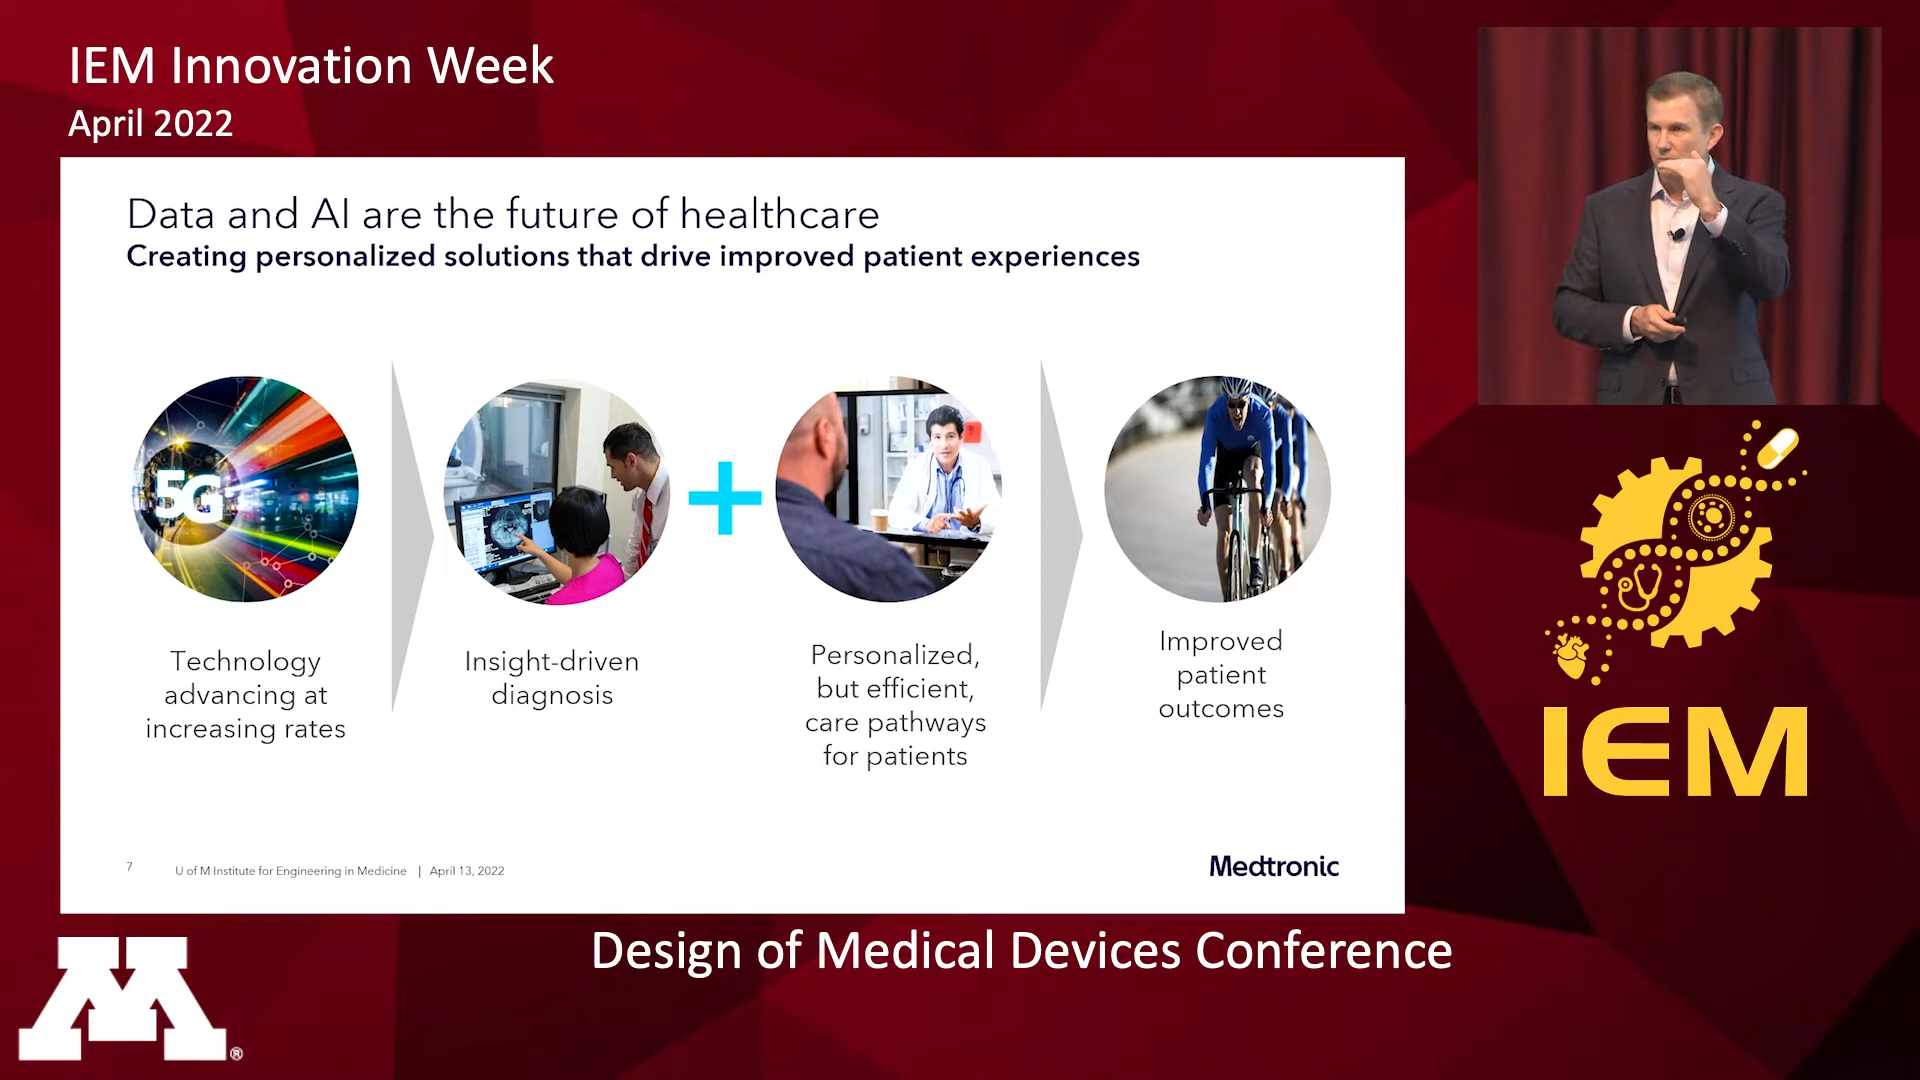 IEM Innovation Week
April 2022
Data and AI are the future of healthcare
Creating personalized solutions that drive improved patient experiences
5G
Technology
advancing at
increasing rates
Insight-driven
diagnosis
Personalized,
but efficient,
care pathways
for patients
Improved
patient
outcomes
7
U of M Institute for Engineering in Medicine | April 13, 2022
Medtronic
IEM
Design of Medical Devices Conference
M®